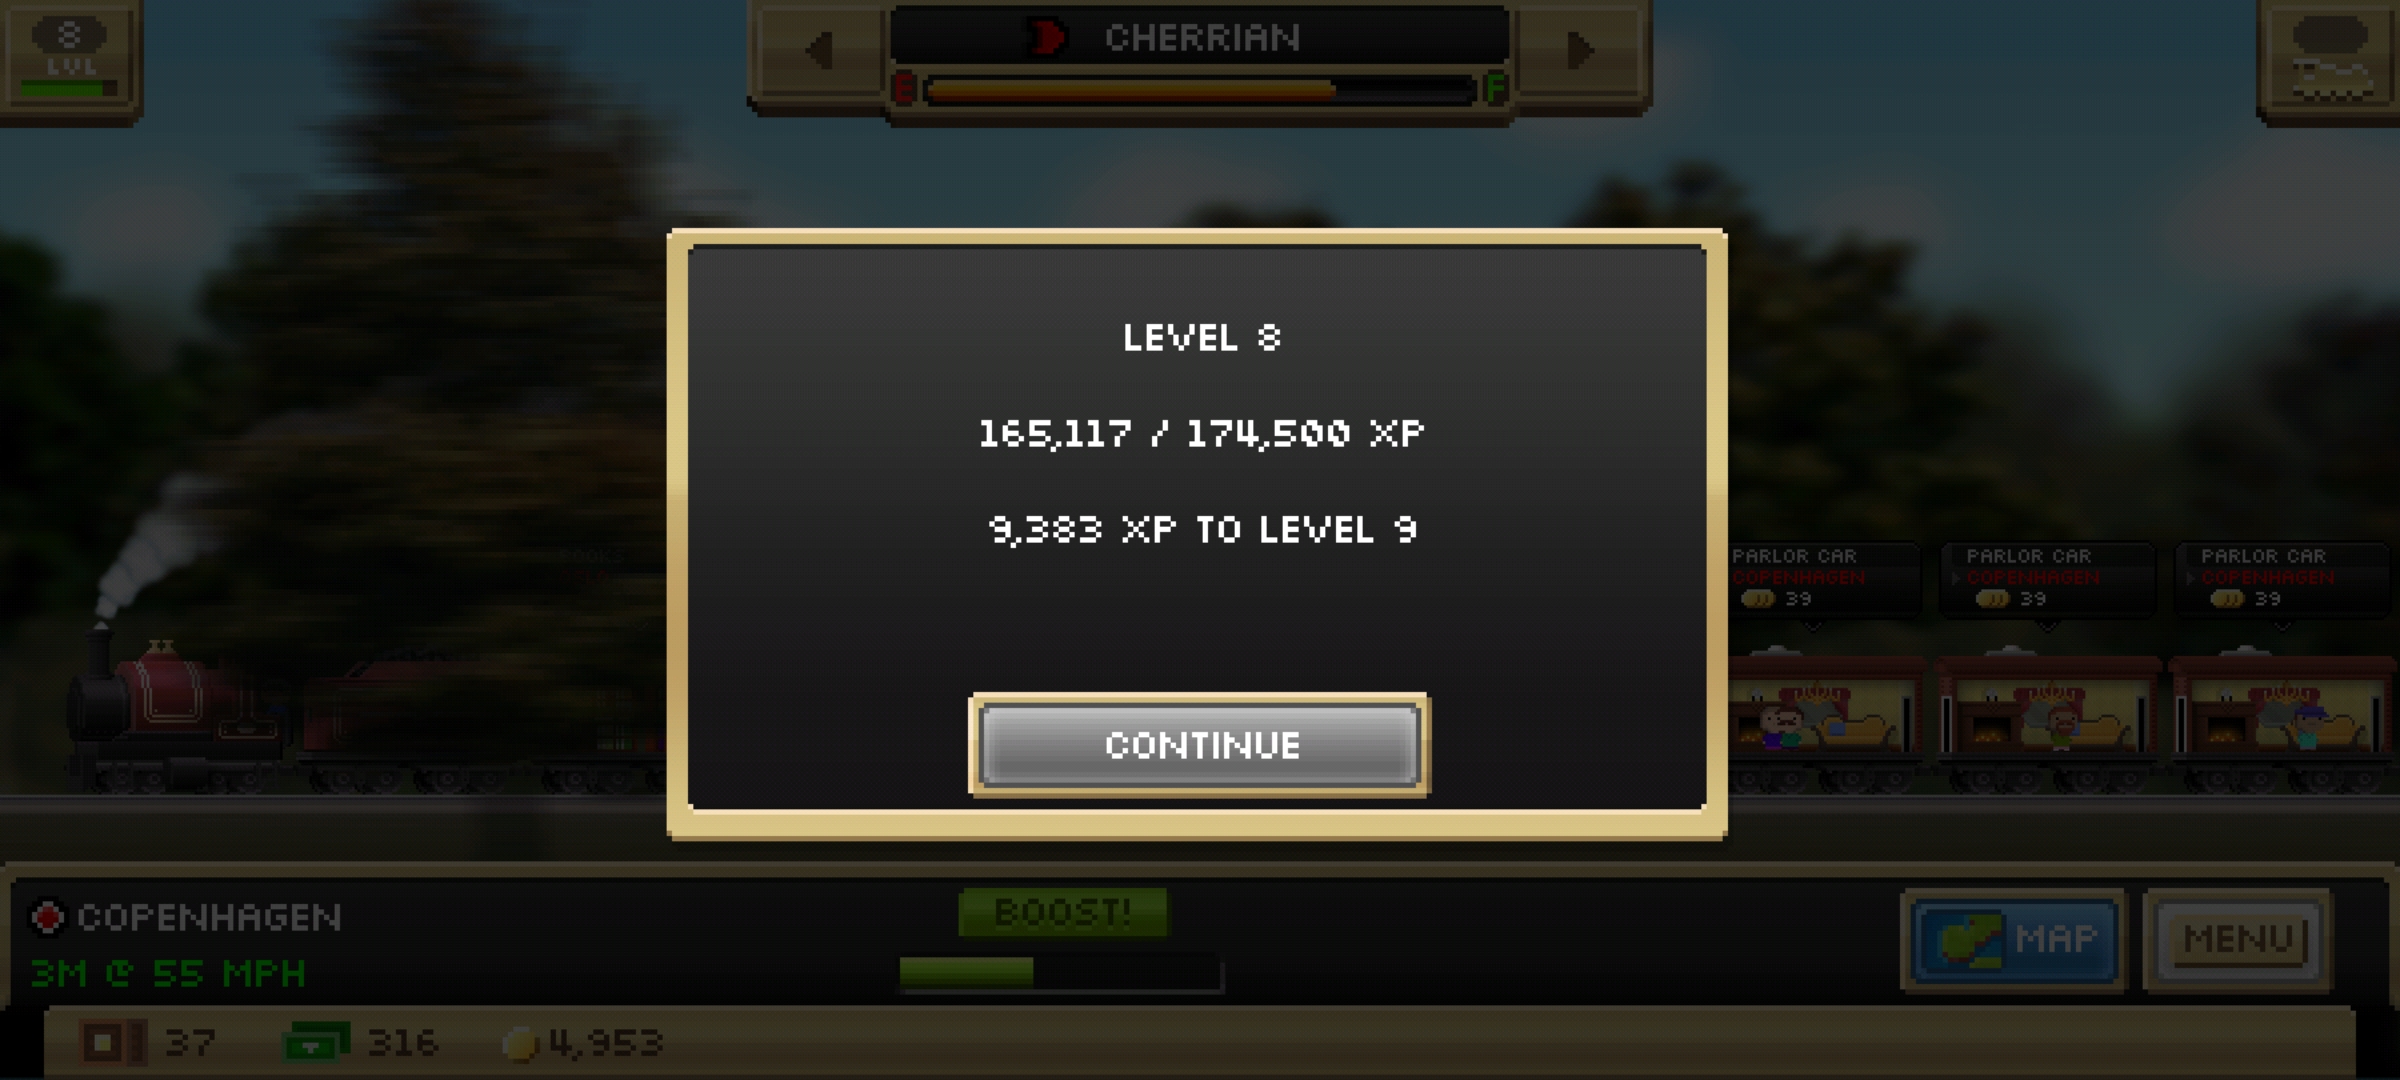 8
LVL
CHERRIAN
E F
LEVEL 8
165,117 / 174,500 XP
9,383 XP TO LEVEL 9
CONTINUE
PARLOR CAR
COPENHAGEN
39
PARLOR CAR
COPENHAGEN
39
PARLOR CAR
COPENHAGEN
39
COPENHAGEN
3M @ 55 MPH
BOOST!
MAP
MENU
37 316 4,953